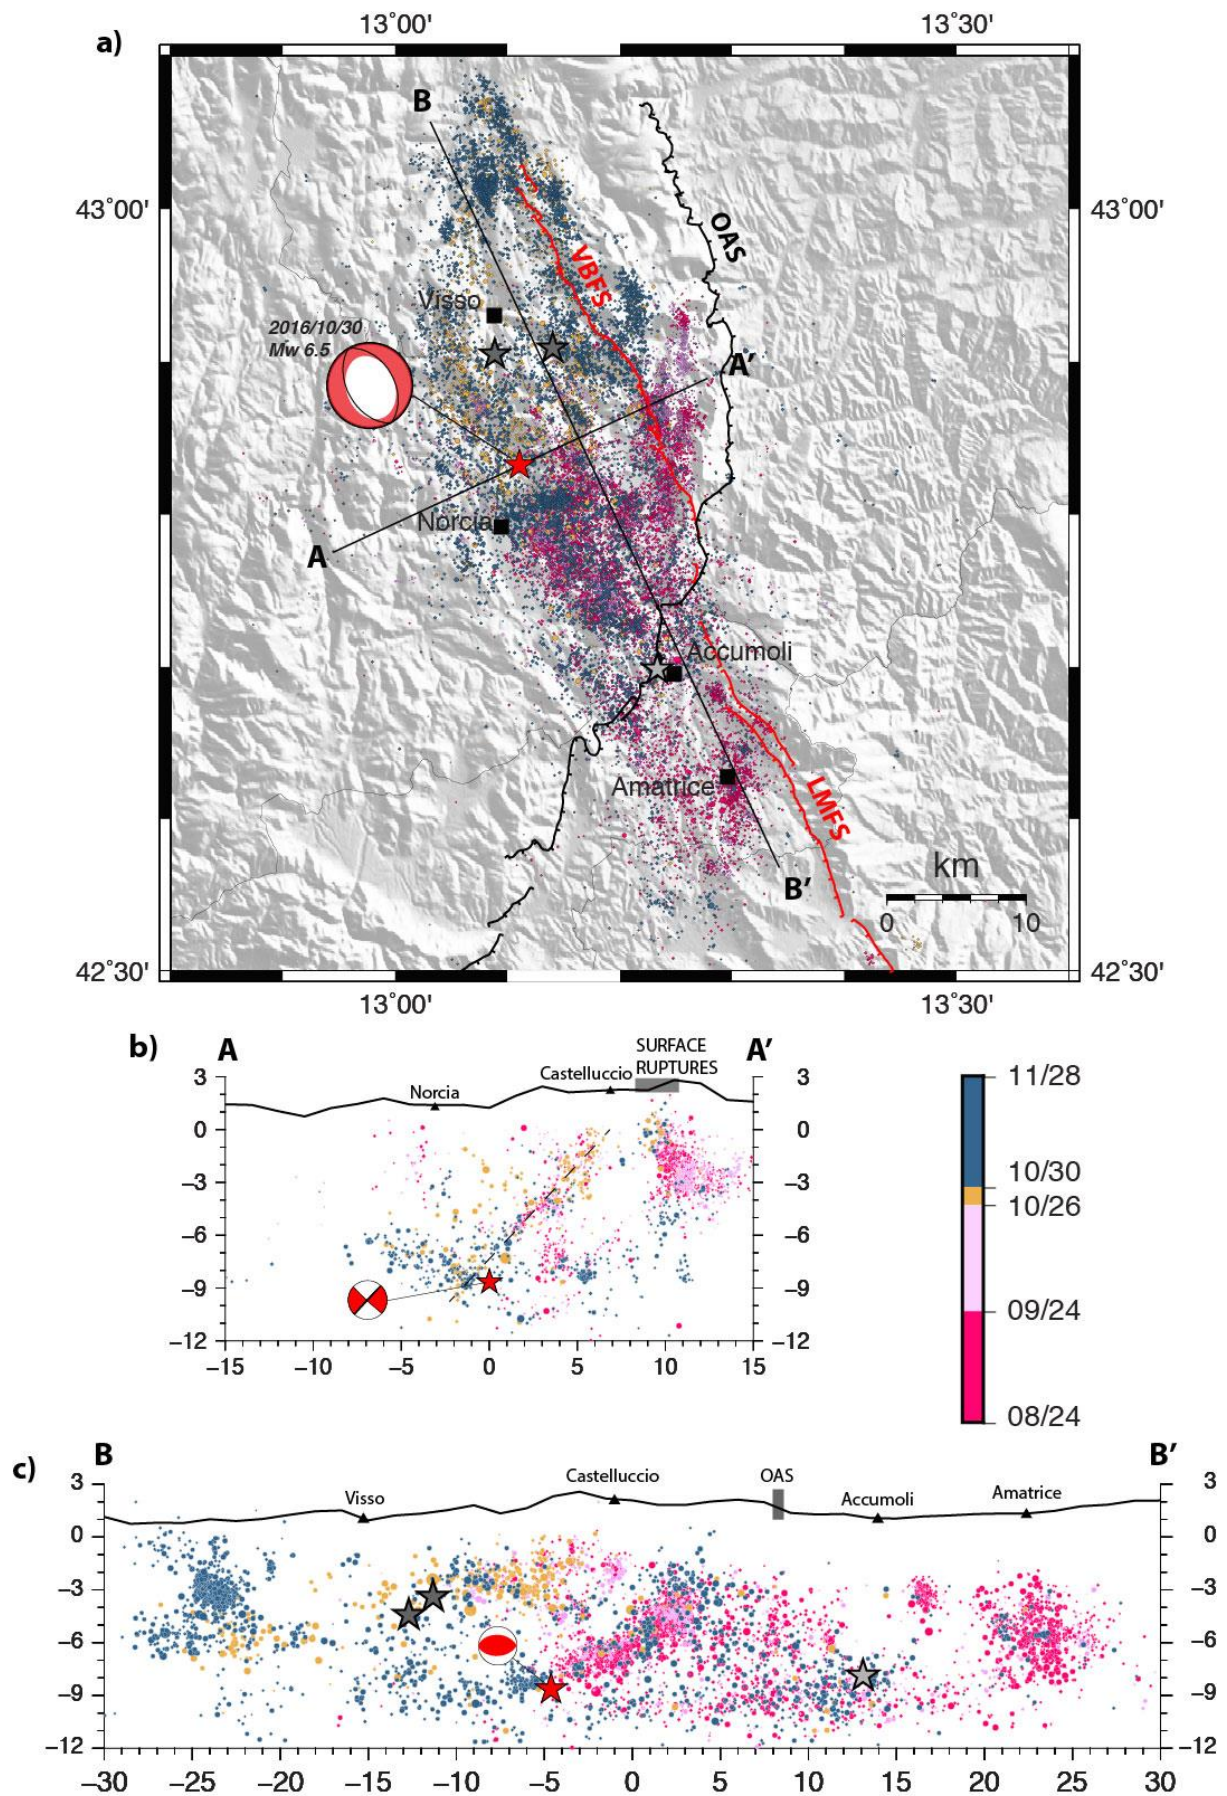 a)
13°00'
13°30'
B
43°00'
43°00'
OAS
VBFS
Visso
2016/10/30
Mw 6.5
A'
Norcia
A
Accumoli
Amatrice
LMFS
B'
km
0 10
42°30'
42°30'
13°00'
13°30'
b)
A
A'
SURFACE
RUPTURES
Castelluccio
Norcia
3 3
0 0
−3 −3
−6 −6
−9 −9
−12 −12
−15 −10 −5 0 5 10 15
11/28
10/30
10/26
09/24
08/24
c)
B
B'
Visso
Castelluccio
OAS
Accumoli
Amatrice
3 3
0 0
−3 −3
−6 −6
−9 −9
−12 −12
−30 −25 −20 −15 −10 −5 0 5 10 15 20 25 30